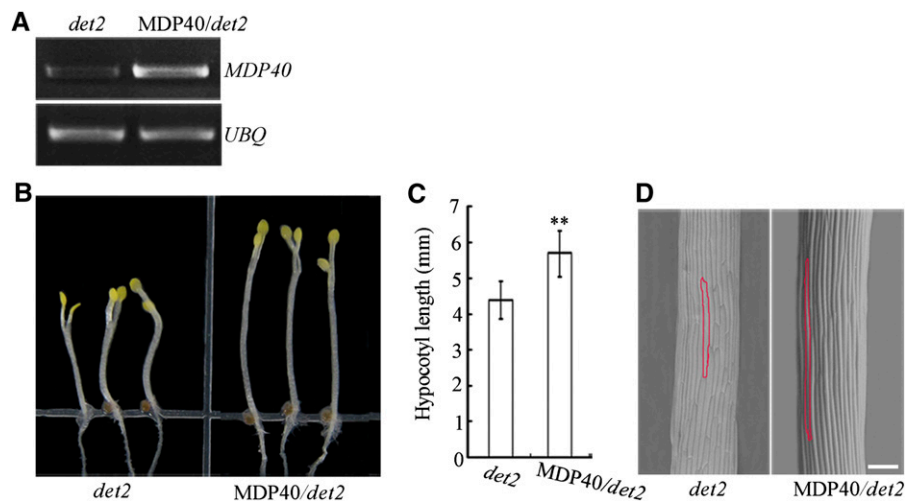 A
det2 MDP40/det2
MDP40
UBQ
B
det2 MDP40/det2
C
Hypocotyl length (mm)
7
6
5
4
3
2
1
0
**
det2 MDP40/det2
D
det2 MDP40/det2